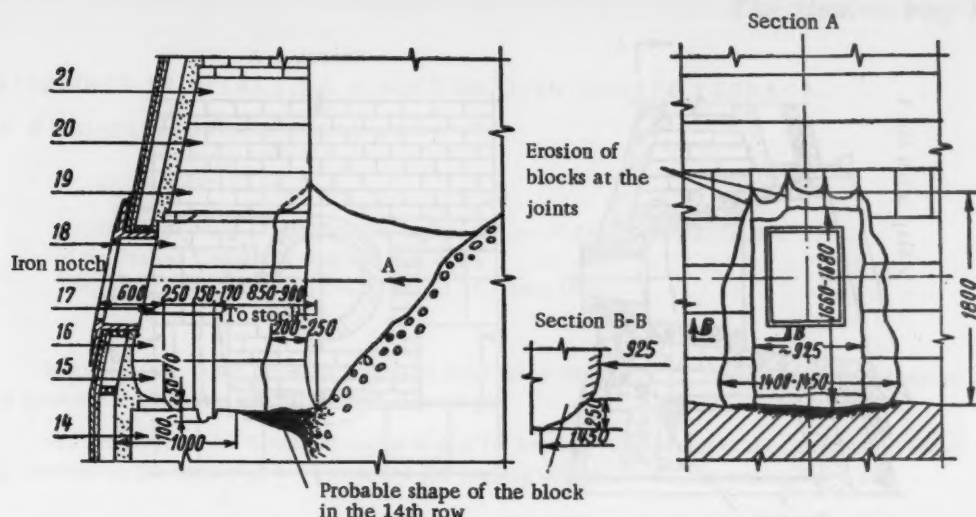 Section A
21
20
19
18
Iron notch
17
16
15
14
600
250
150-170
850-900
To stock
200-250
100
1000
A
Erosion of
blocks at the
joints
Section B-B
925
250
1450
B
B
~925
1400-1450
1660-1680
1800
Probable shape of the block
in the 14th row